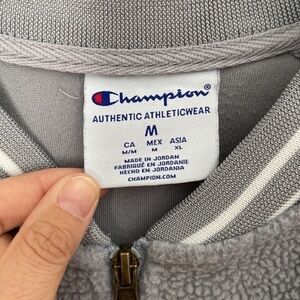 Champion®
AUTHENTIC ATHLETICWEAR
M
CA MEX ASIA
M/M M XL
MADE IN JORDAN
FABRIQUÉ EN JORDANIE
HECHO EN JORDANIA
CHAMPION.COM